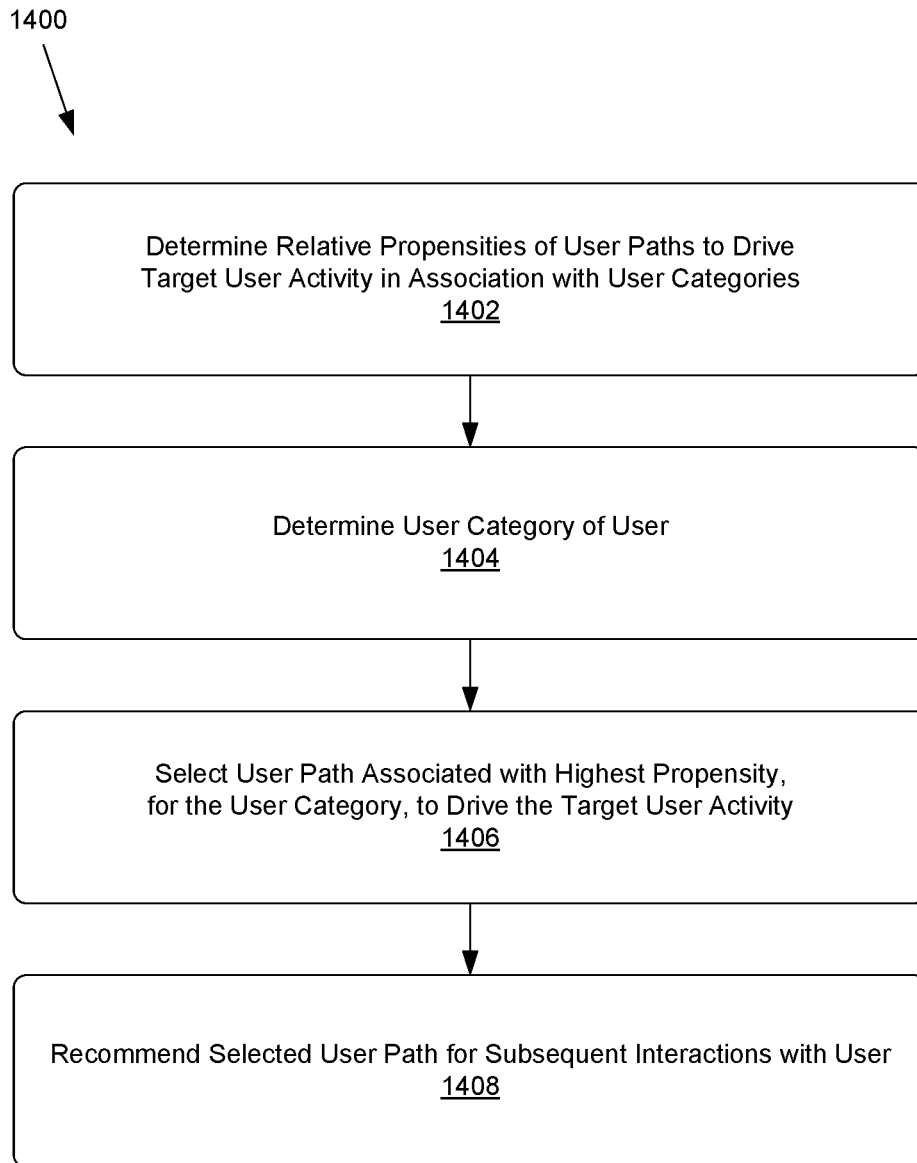 1400
Determine Relative Propensities of User Paths to Drive
Target User Activity in Association with User Categories
1402
Determine User Category of User
1404
Select User Path Associated with Highest Propensity,
for the User Category, to Drive the Target User Activity
1406
Recommend Selected User Path for Subsequent Interactions with User
1408